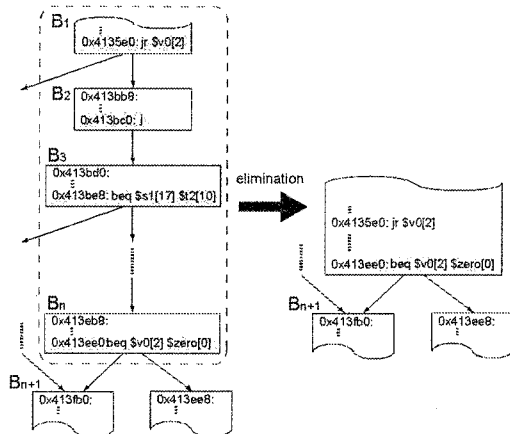 B1
0x4135e0: jr $v0[2]
B2
0x413bb8:
0x413bc0: j
B3
0x413bd0:
0x413be8: beq $s1[17] $t2[10]
elimination
0x4135e0: jr $v0[2]
0x413ee0: beq $v0[2] $zero[0]
Bn
0x413eb8:
0x413ee0:beq $v0[2] $zero[0]
Bn+1
0x413fb0:
0x413ee8:
Bn+1
0x413fb0:
0x413ee8: